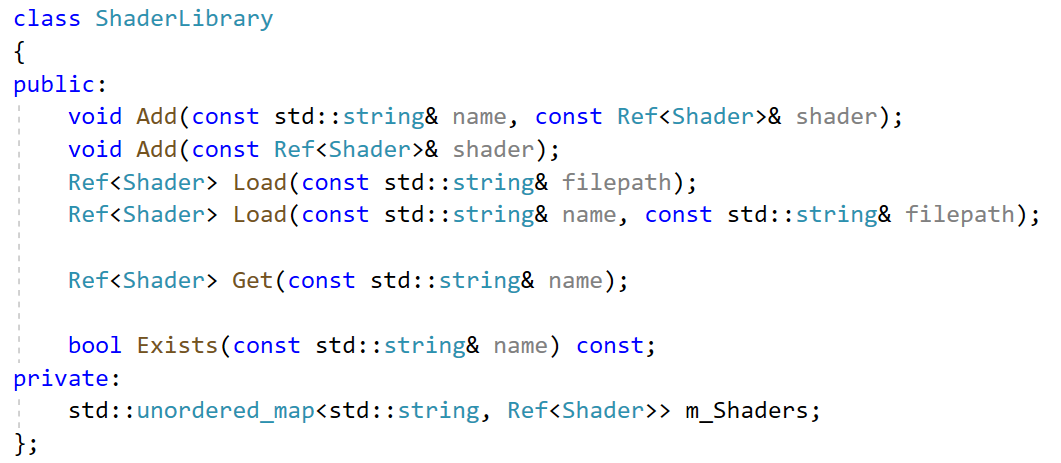 class ShaderLibrary
{
public:
    void Add(const std::string& name, const Ref<Shader>& shader);
    void Add(const Ref<Shader>& shader);
    Ref<Shader> Load(const std::string& filepath);
    Ref<Shader> Load(const std::string& name, const std::string& filepath);

    Ref<Shader> Get(const std::string& name);

    bool Exists(const std::string& name) const;
private:
    std::unordered_map<std::string, Ref<Shader>> m_Shaders;
};